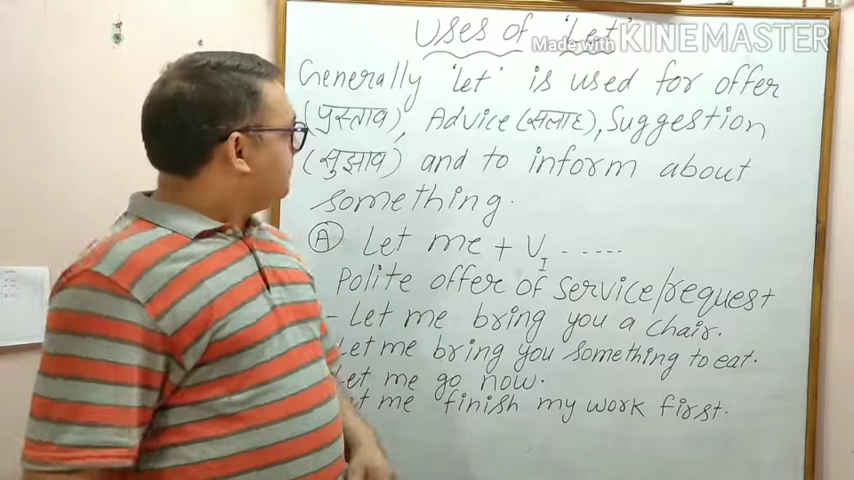 Uses of 'Let'
Made with KINEMASTER
Generally 'let' is used for offer
(प्रस्ताव), Advice (सलाह), Suggestion
(सुझाव) and to inform about
something.
(A) Let me + V_I ------
Polite offer of service/request
- Let me bring you a chair.
Let me bring you something to eat.
Let me go now.
Let me finish my work first.